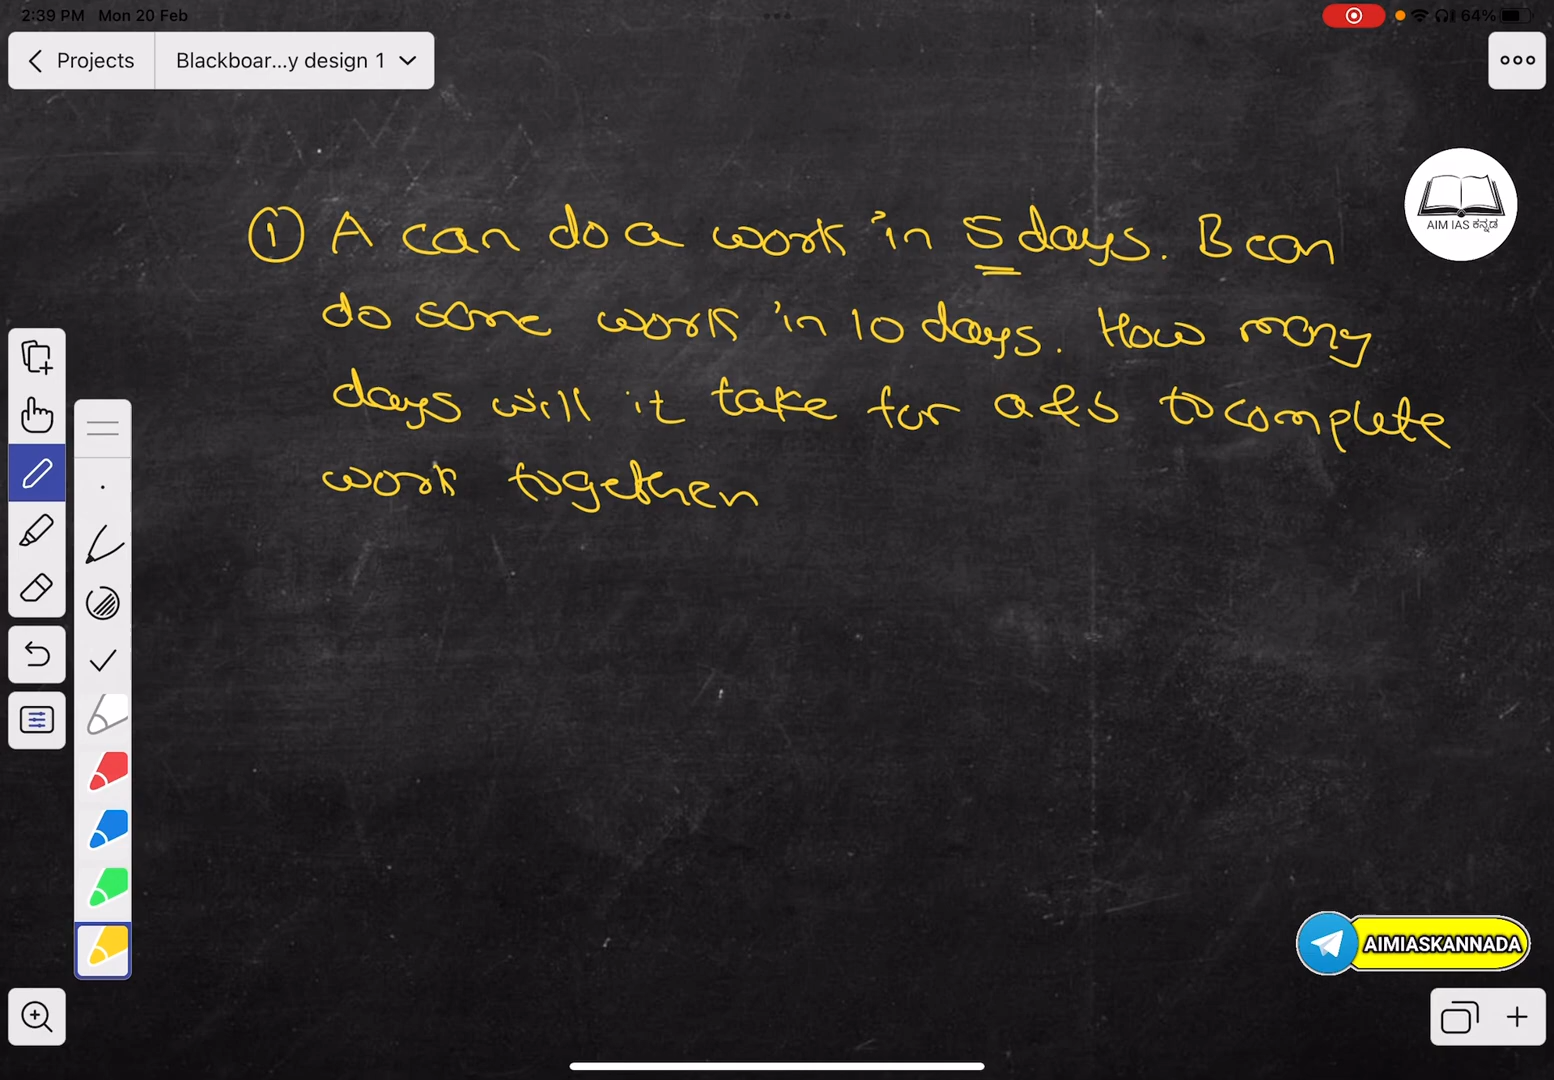 2:39 PM Mon 20 Feb
64%
Projects
Blackboar...y design 1
AIM IAS ಕನ್ನಡ
① A can do a work in 5 days. B can
do same work in 10 days. How many
days will it take for a & b to complete
work together
AIMIASKANNADA